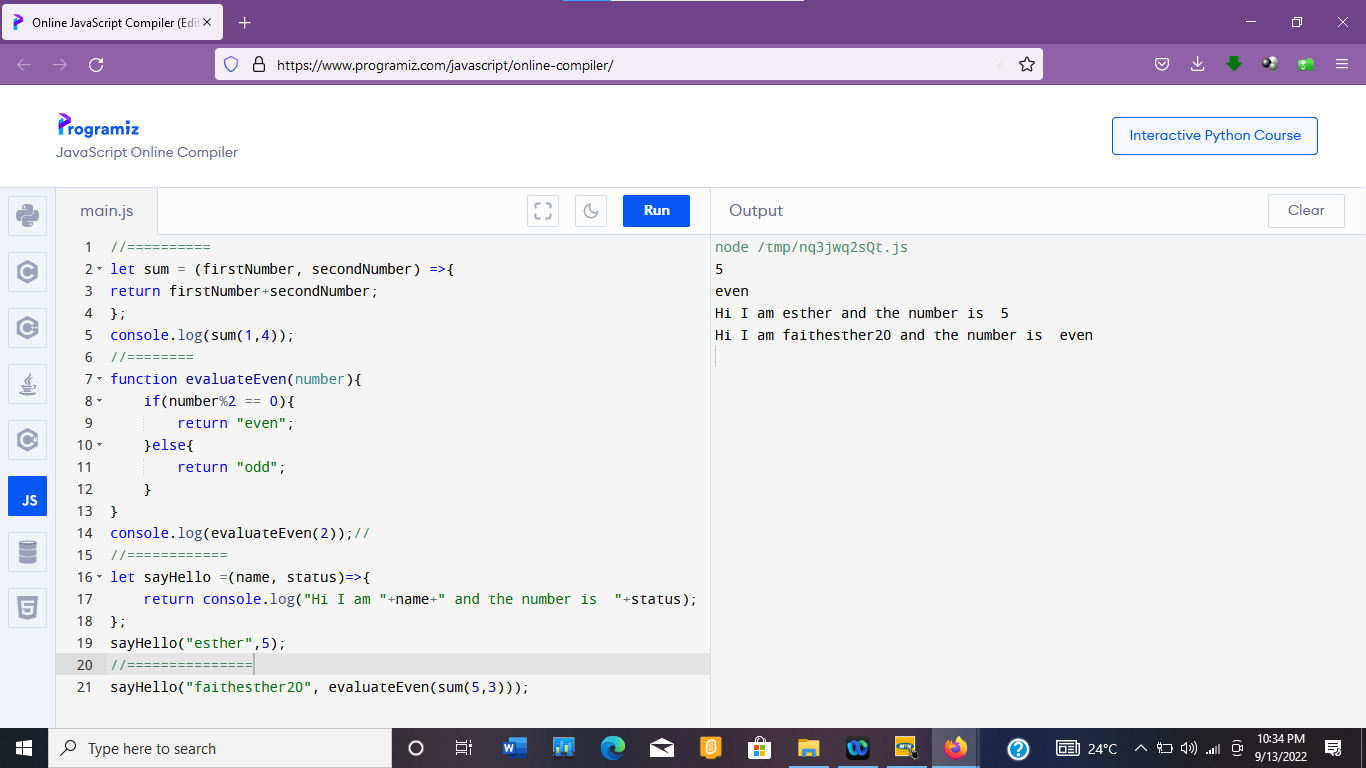 Online JavaScript Compiler (Edit
https://www.programiz.com/javascript/online-compiler/
Programiz
JavaScript Online Compiler
Interactive Python Course
main.js
Run
Output
Clear
1 //==========
2 let sum = (firstNumber, secondNumber) =>{
3 return firstNumber+secondNumber;
4 };
5 console.log(sum(1,4));
6 //========
7 function evaluateEven(number){
8     if(number%2 == 0){
9         return "even";
10     }else{
11         return "odd";
12     }
13 }
14 console.log(evaluateEven(2));//
15 //============
16 let sayHello =(name, status)=>{
17     return console.log("Hi I am "+name+" and the number is  "+status);
18 };
19 sayHello("esther",5);
20 //===============
21 sayHello("faithesther20", evaluateEven(sum(5,3)));
node /tmp/nq3jwq2sQt.js
5
even
Hi I am esther and the number is  5
Hi I am faithesther20 and the number is  even
JS
Type here to search
24°C
10:34 PM
9/13/2022